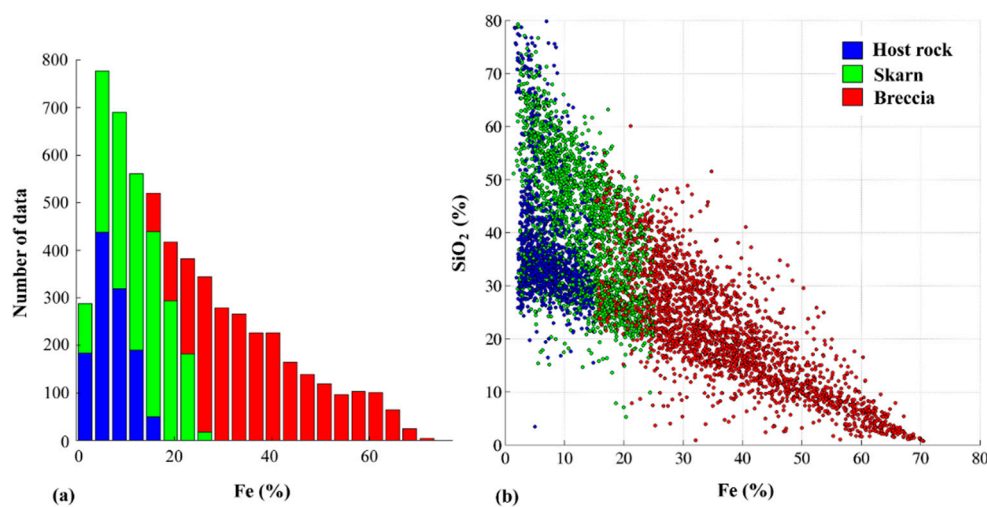 800
700
600
500
400
300
200
100
0
Number of data
0 20 40 60
Fe (%)
(a)
80
70
60
50
40
30
20
10
0
SiO₂ (%)
Host rock
Skarn
Breccia
0 10 20 30 40 50 60 70 80
Fe (%)
(b)